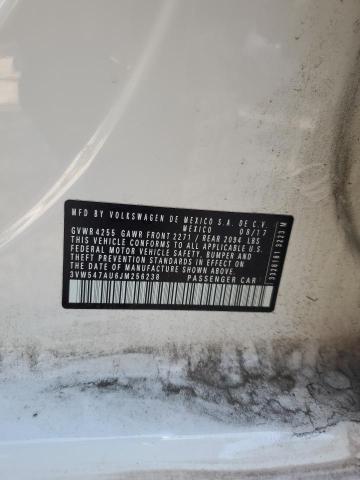 MFD BY VOLKSWAGEN DE MEXICO S.A. DE C.V.
MEXICO 08/17
GVWR 4255 GAWR FRONT 2271 / REAR 2094 LBS
THIS VEHICLE CONFORMS TO ALL APPLICABLE U.S.
FEDERAL MOTOR VEHICLE SAFETY, BUMPER AND
THEFT PREVENTION STANDARDS IN EFFECT ON THE
DATE OF MANUFACTURE SHOWN ABOVE.
3VW547AU6JM256238 PASSENGER CAR